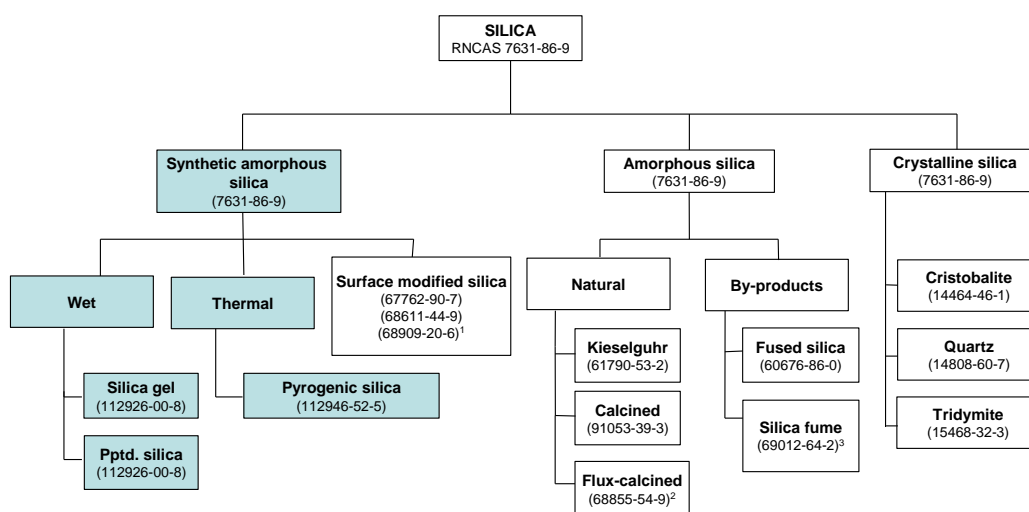 SILICA
RNCAS 7631-86-9
Synthetic amorphous
silica
(7631-86-9)
Amorphous silica
(7631-86-9)
Crystalline silica
(7631-86-9)
Wet
Thermal
Surface modified silica
(67762-90-7)
(68611-44-9)
(68909-20-6)¹
Natural
By-products
Cristobalite
(14464-46-1)
Kieselguhr
(61790-53-2)
Fused silica
(60676-86-0)
Quartz
(14808-60-7)
Silica gel
(112926-00-8)
Pyrogenic silica
(112946-52-5)
Calcined
(91053-39-3)
Silica fume
(69012-64-2)³
Tridymite
(15468-32-3)
Pptd. silica
(112926-00-8)
Flux-calcined
(68855-54-9)²